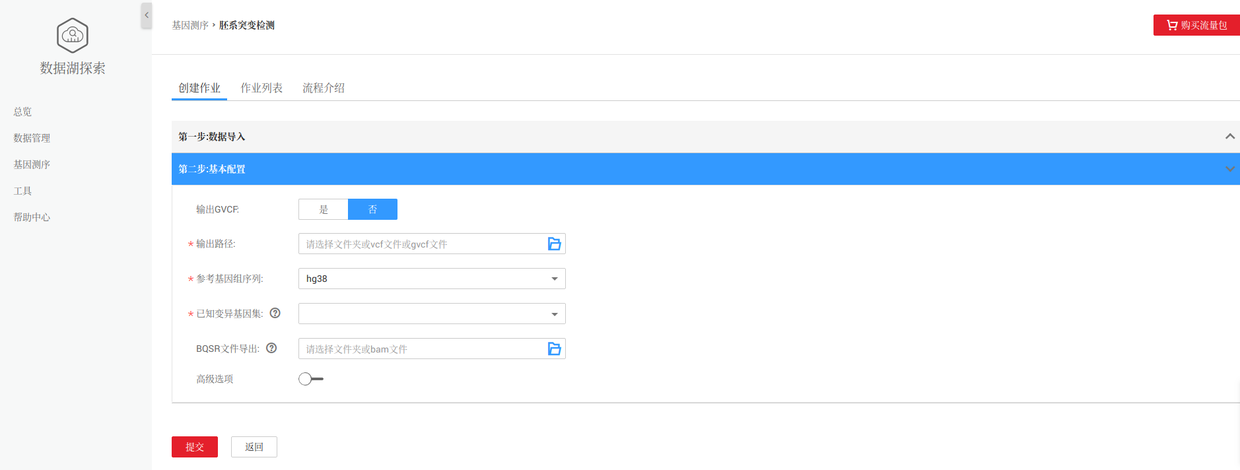 基因测序 › 胚系突变检测
购买流量包
数据湖探索
总览
数据管理
基因测序
工具
帮助中心
创建作业 作业列表 流程介绍
第一步:数据导入
第二步:基本配置
输出GVCF: 是 否
* 输出路径: 请选择文件夹或vcf文件或gvcf文件
* 参考基因组序列: hg38
* 已知变异基因集: ?
BQSR文件导出: ? 请选择文件夹或bam文件
高级选项
提交 返回